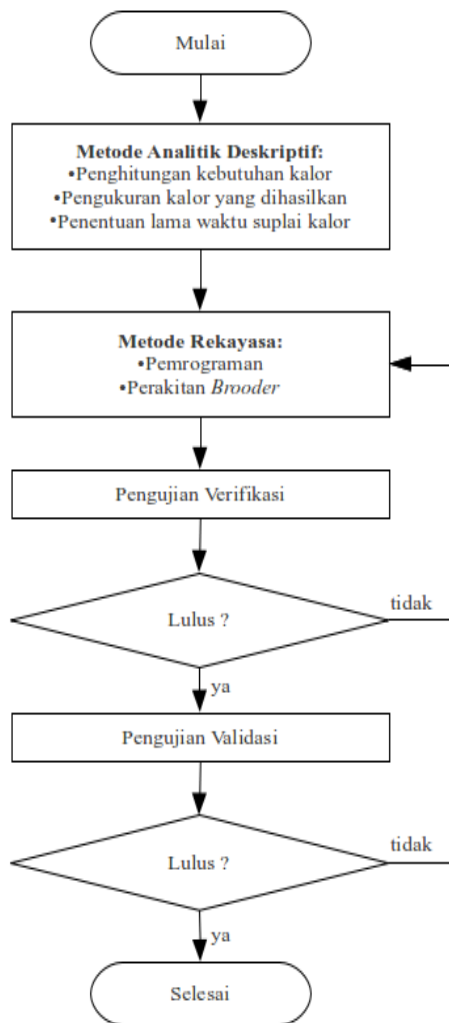 Mulai
Metode Analitik Deskriptif:
•Penghitungan kebutuhan kalor
•Pengukuran kalor yang dihasilkan
•Penentuan lama waktu suplai kalor
Metode Rekayasa:
•Pemrograman
•Perakitan Brooder
Pengujian Verifikasi
Lulus ?
tidak
ya
Pengujian Validasi
Lulus ?
tidak
ya
Selesai